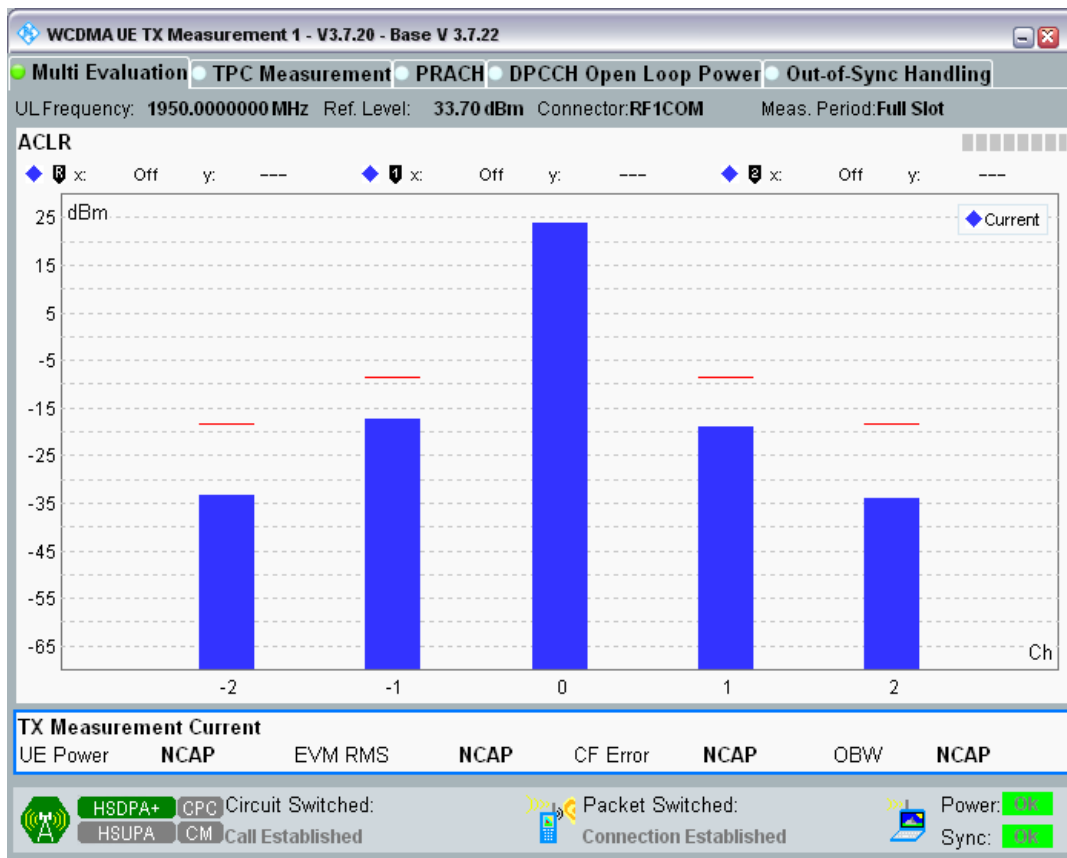 WCDMA UE TX Measurement 1 - V3.7.20 - Base V 3.7.22
Multi Evaluation TPC Measurement PRACH DPCCH Open Loop Power Out-of-Sync Handling
UL Frequency: 1950.0000000 MHz Ref. Level: 33.70 dBm Connector:RF1COM Meas. Period:Full Slot
ACLR
R x: Off y: --- 1 x: Off y: --- 2 x: Off y: ---
dBm
Current
25
15
5
-5
-15
-25
-35
-45
-55
-65
Ch
-2 -1 0 1 2
TX Measurement Current
UE Power NCAP EVM RMS NCAP CF Error NCAP OBW NCAP
HSDPA+ CPC Circuit Switched: Packet Switched: Power: Ok
HSUPA CM Call Established Connection Established Sync: Ok